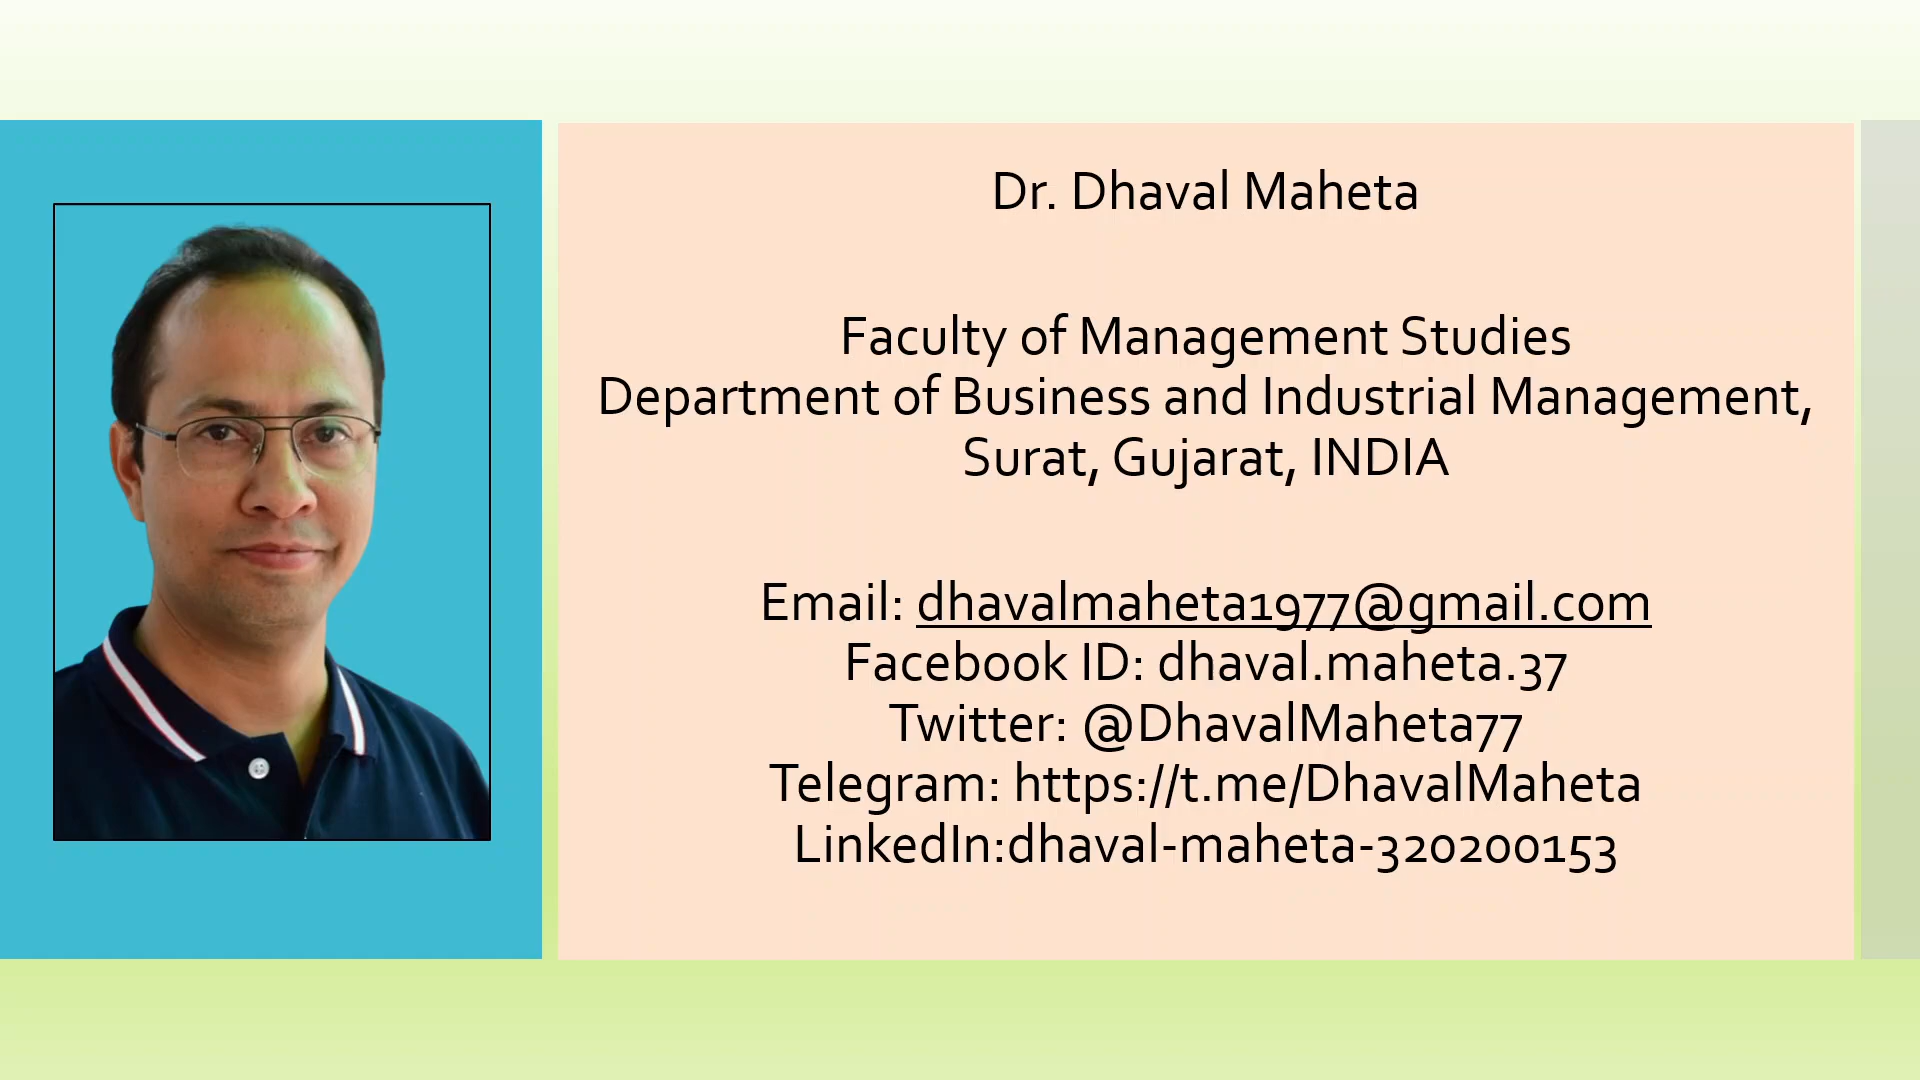 Dr. Dhaval Maheta
Faculty of Management Studies
Department of Business and Industrial Management,
Surat, Gujarat, INDIA
Email: dhavalmaheta1977@gmail.com
Facebook ID: dhaval.maheta.37
Twitter: @DhavalMaheta77
Telegram: https://t.me/DhavalMaheta
LinkedIn:dhaval-maheta-320200153